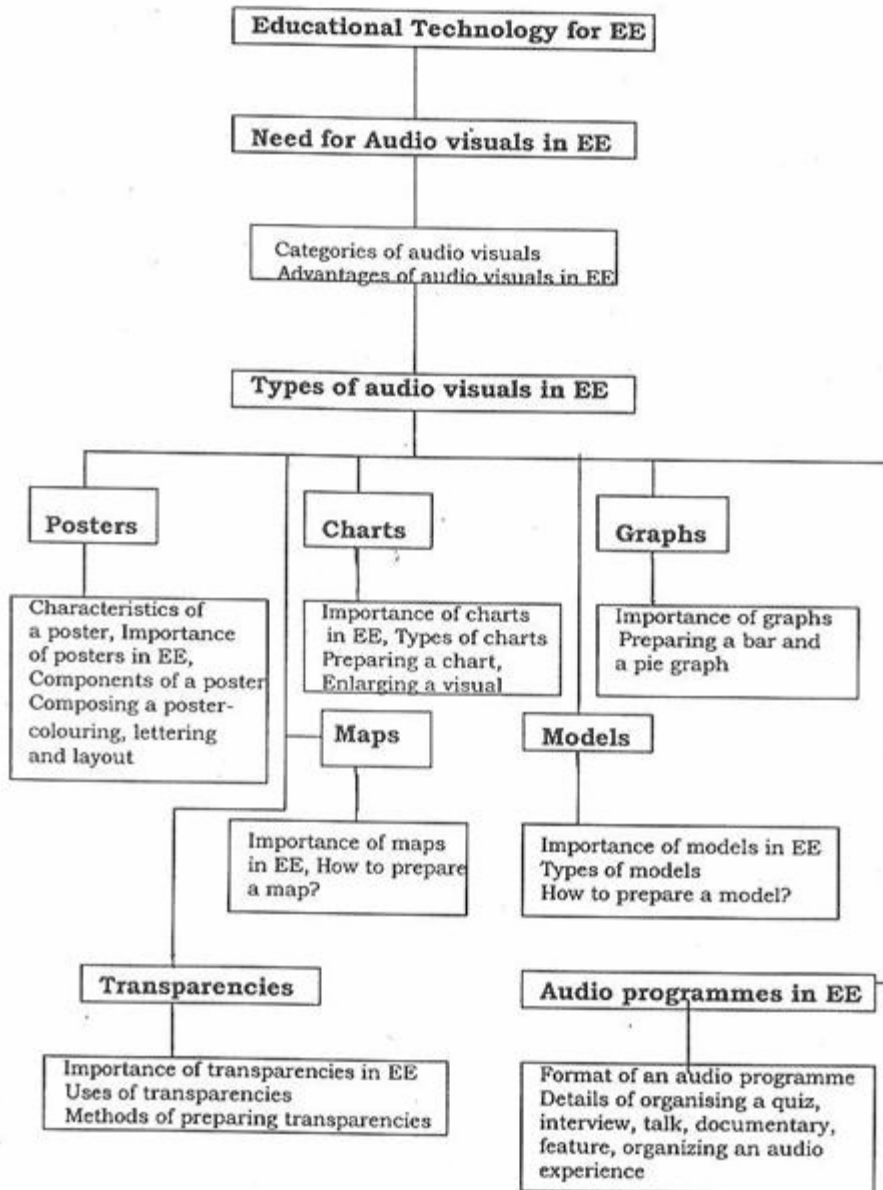 Educational Technology for EE
Need for Audio visuals in EE
Categories of audio visuals
Advantages of audio visuals in EE
Types of audio visuals in EE
Posters
Charts
Graphs
Characteristics of
a poster, Importance
of posters in EE,
Components of a poster
Composing a poster-
colouring, lettering
and layout
Importance of charts
in EE, Types of charts
Preparing a chart,
Enlarging a visual
Importance of graphs
Preparing a bar and
a pie graph
Maps
Models
Importance of maps
in EE, How to prepare
a map?
Importance of models in EE
Types of models
How to prepare a model?
Transparencies
Audio programmes in EE
Importance of transparencies in EE
Uses of transparencies
Methods of preparing transparencies
Format of an audio programme
Details of organising a quiz,
interview, talk, documentary,
feature, organizing an audio
experience